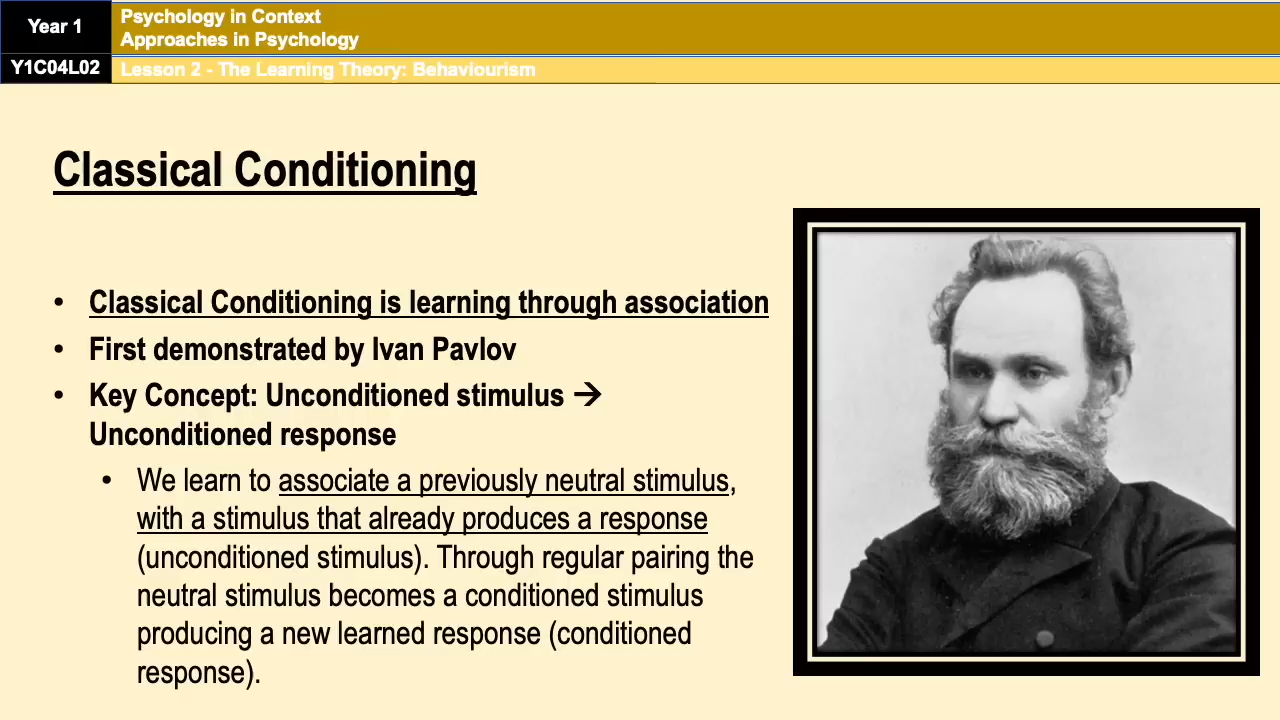 Year 1
Psychology in Context
Approaches in Psychology
Y1C04L02
Lesson 2 - The Learning Theory: Behaviourism
Classical Conditioning
• Classical Conditioning is learning through association
• First demonstrated by Ivan Pavlov
• Key Concept: Unconditioned stimulus →
Unconditioned response
• We learn to associate a previously neutral stimulus,
with a stimulus that already produces a response
(unconditioned stimulus). Through regular pairing the
neutral stimulus becomes a conditioned stimulus
producing a new learned response (conditioned
response).